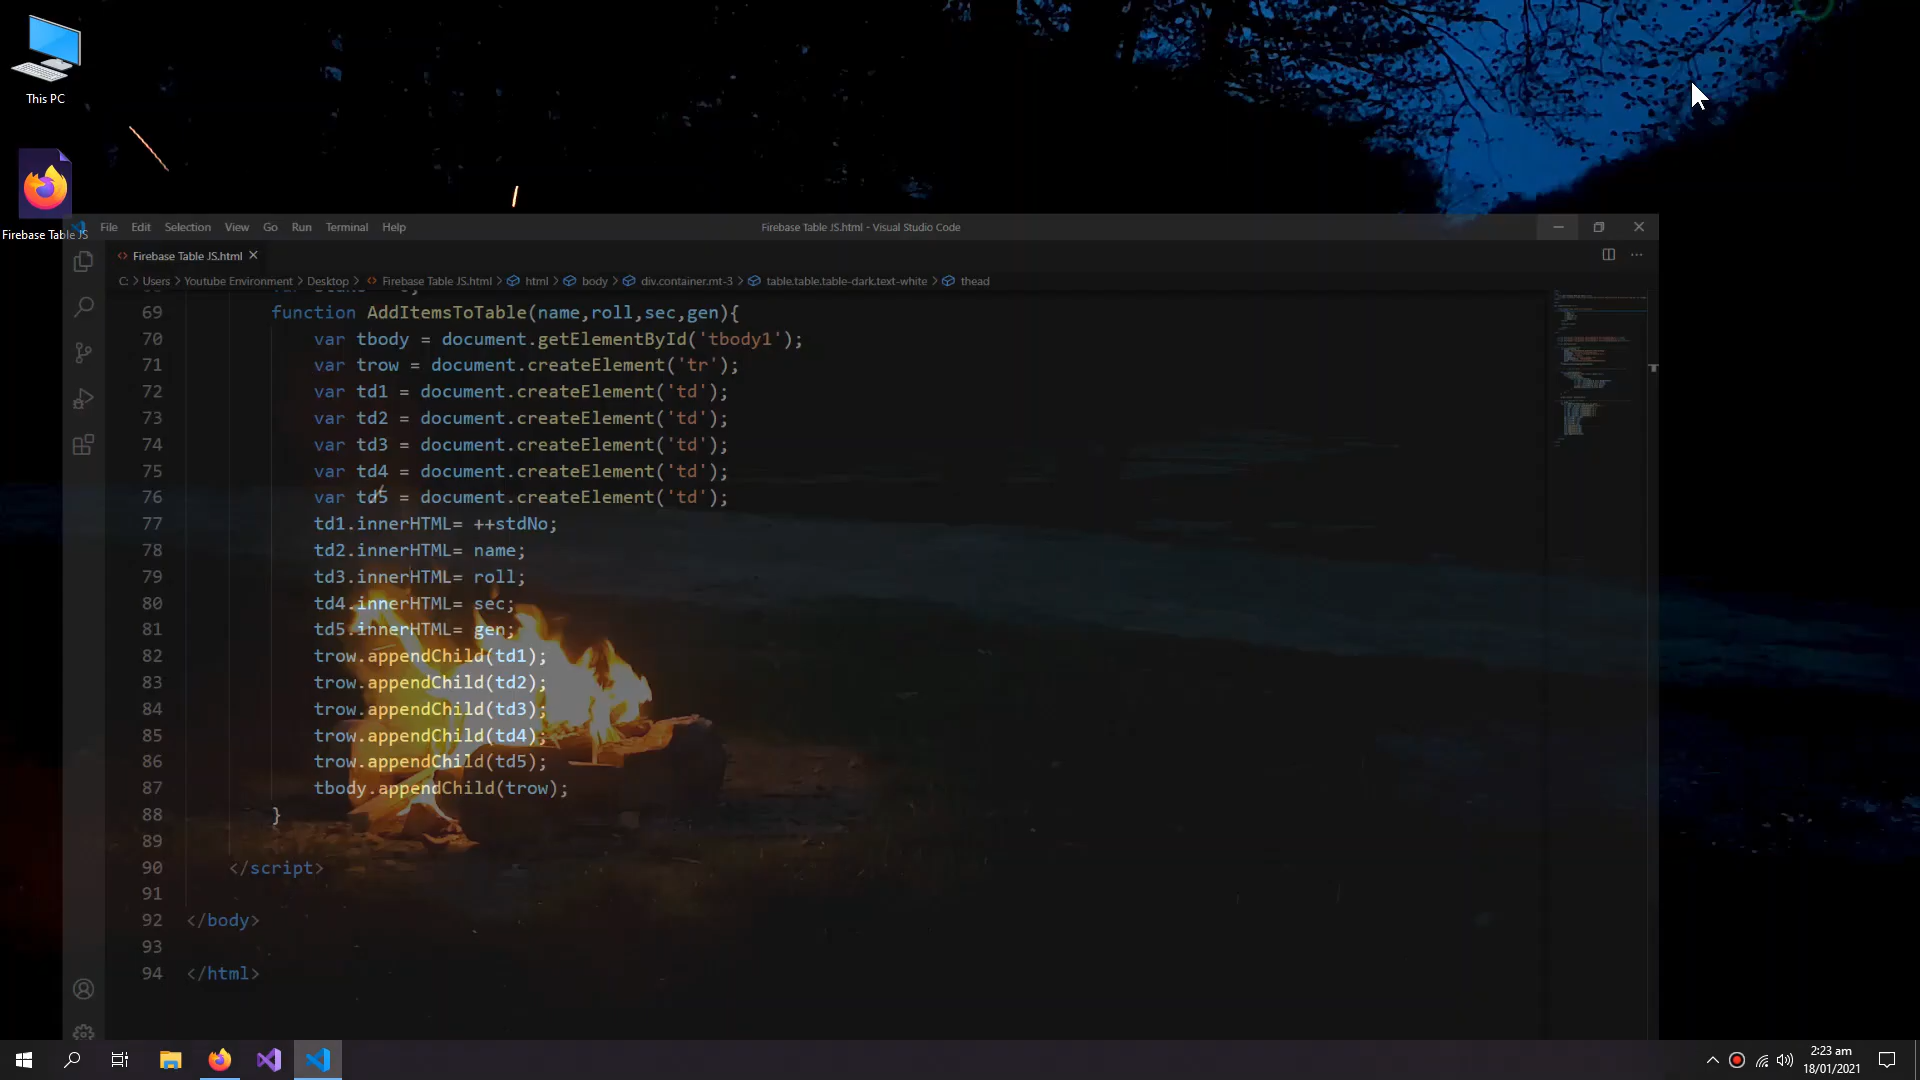 This PC
Firebase Table JS
File Edit Selection View Go Run Terminal Help
Firebase Table JS.html - Visual Studio Code
Firebase Table JS.html
C: > Users > Youtube Environment > Desktop > Firebase Table JS.html > html > body > div.container.mt-3 > table.table.table-dark.text-white > thead
69 function AddItemsToTable(name,roll,sec,gen){
70 var tbody = document.getElementById('tbody1');
71 var trow = document.createElement('tr');
72 var td1 = document.createElement('td');
73 var td2 = document.createElement('td');
74 var td3 = document.createElement('td');
75 var td4 = document.createElement('td');
76 var td5 = document.createElement('td');
77 td1.innerHTML= ++stdNo;
78 td2.innerHTML= name;
79 td3.innerHTML= roll;
80 td4.innerHTML= sec;
81 td5.innerHTML= gen;
82 trow.appendChild(td1);
83 trow.appendChild(td2);
84 trow.appendChild(td3);
85 trow.appendChild(td4);
86 trow.appendChild(td5);
87 tbody.appendChild(trow);
88 }
89
90 </script>
91
92 </body>
93
94 </html>
2:23 am
18/01/2021